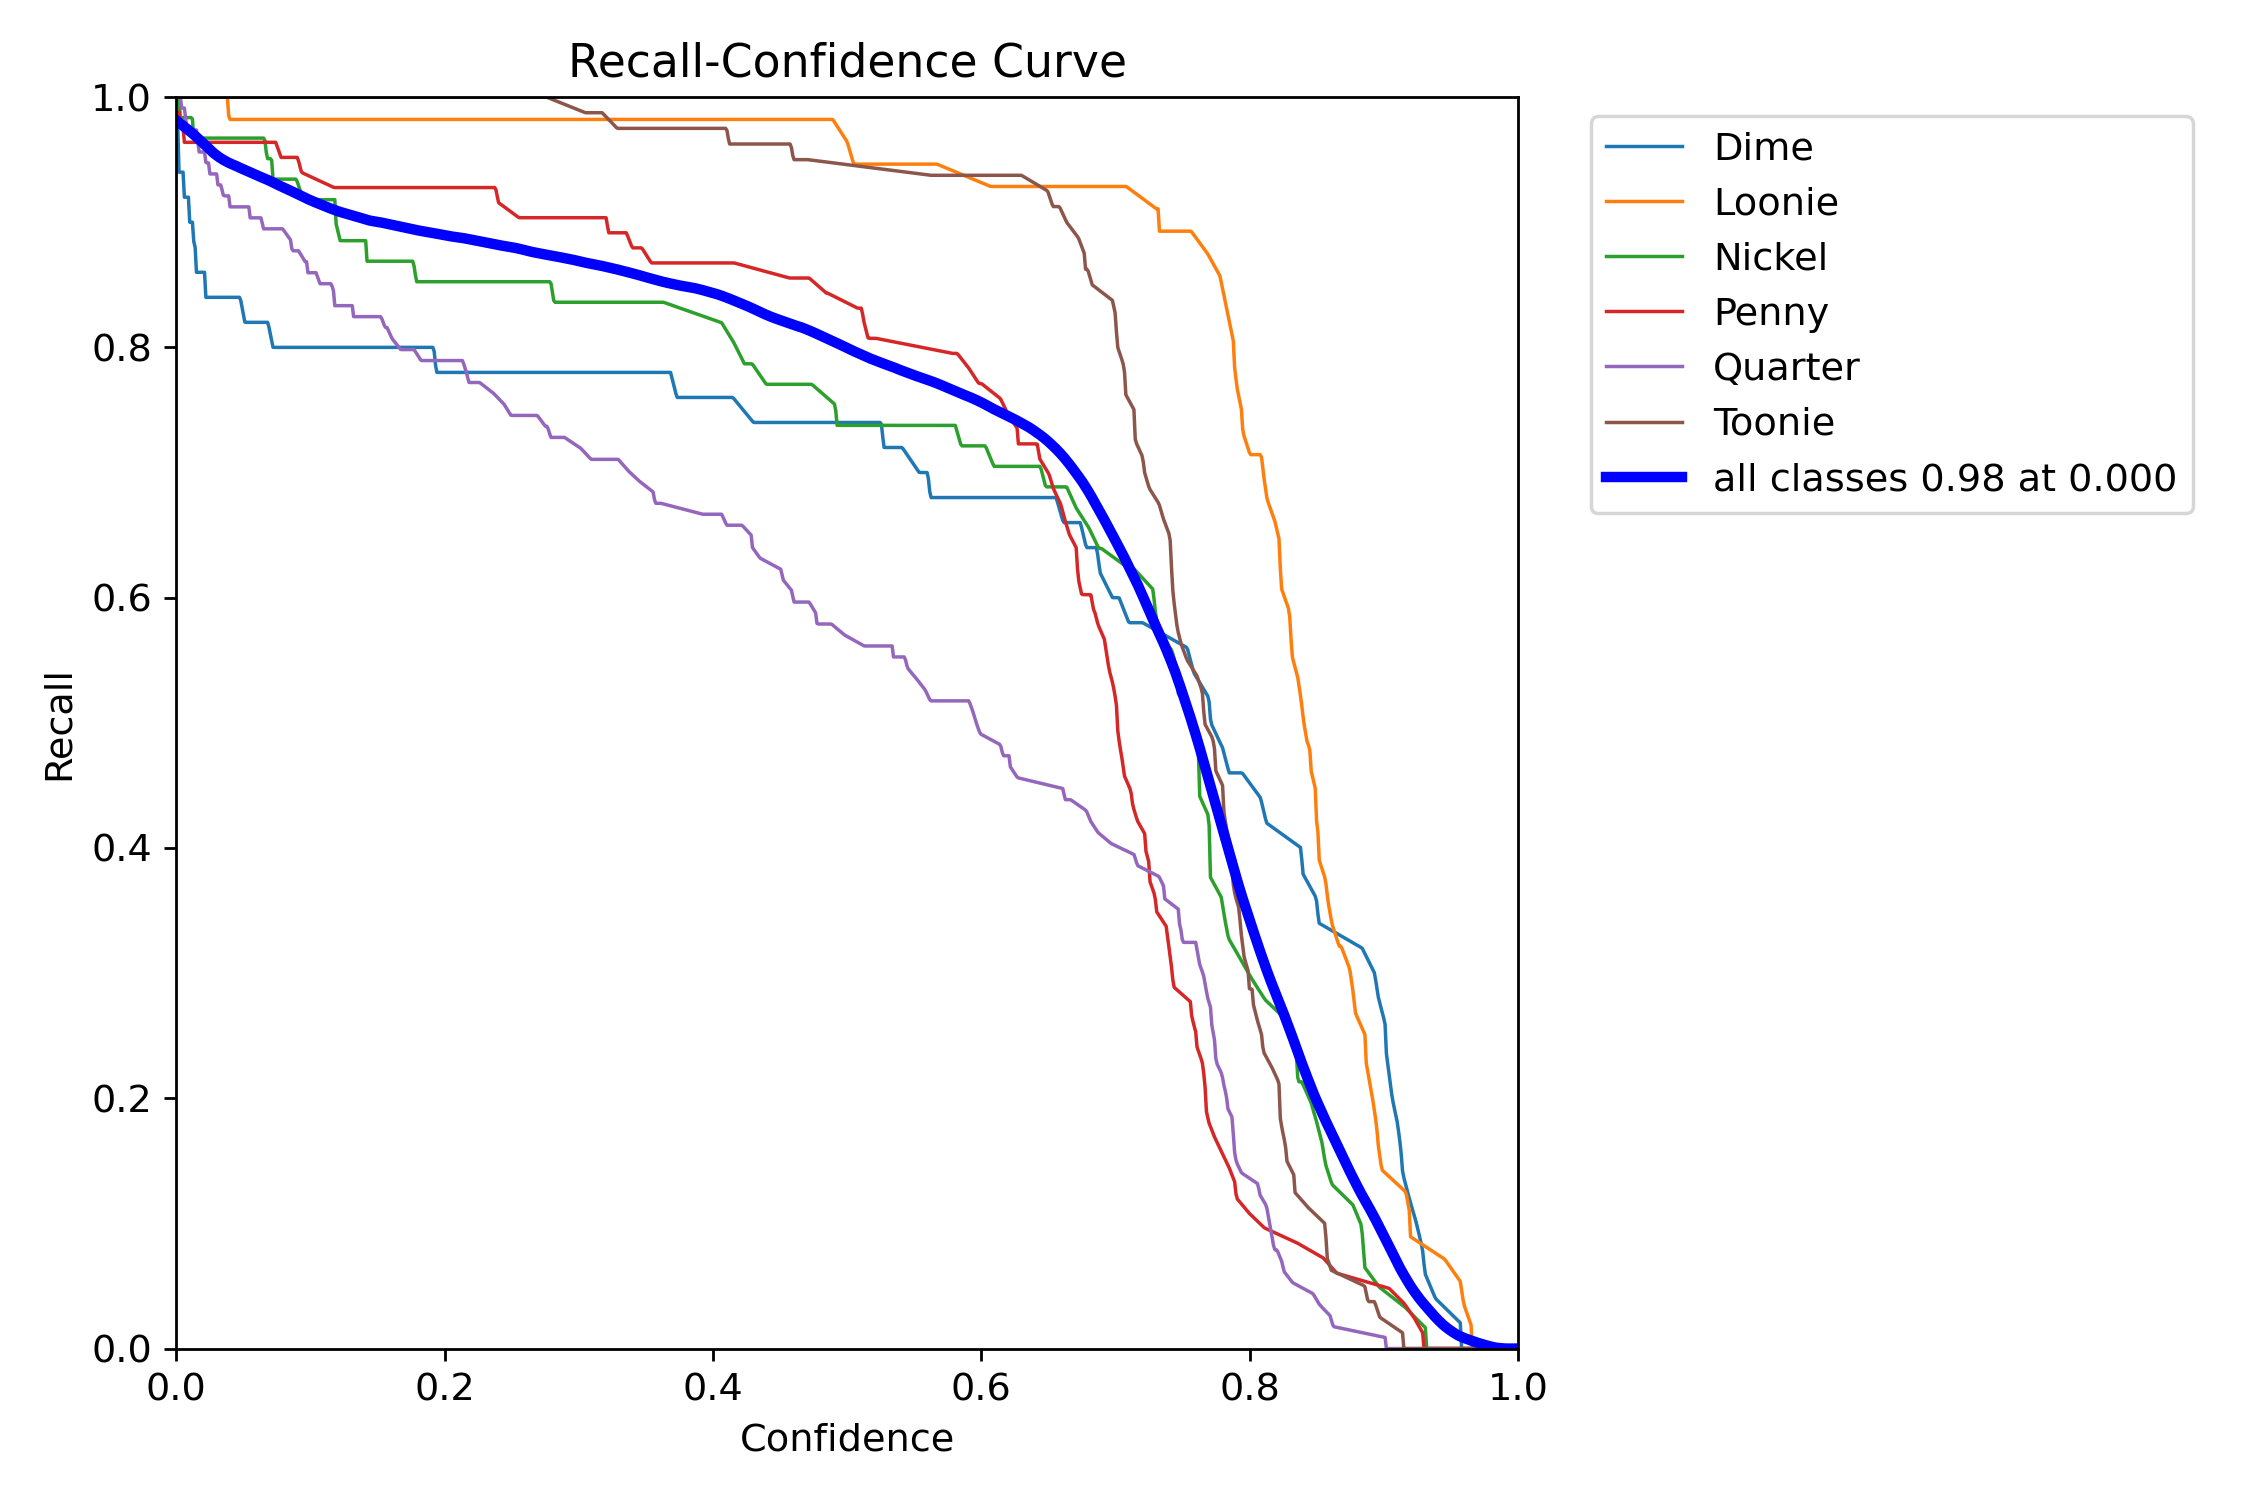 Recall-Confidence Curve
1.0
0.8
0.6
0.4
0.2
0.0
Recall
0.0 0.2 0.4 0.6 0.8 1.0
Confidence
Dime
Loonie
Nickel
Penny
Quarter
Toonie
all classes 0.98 at 0.000